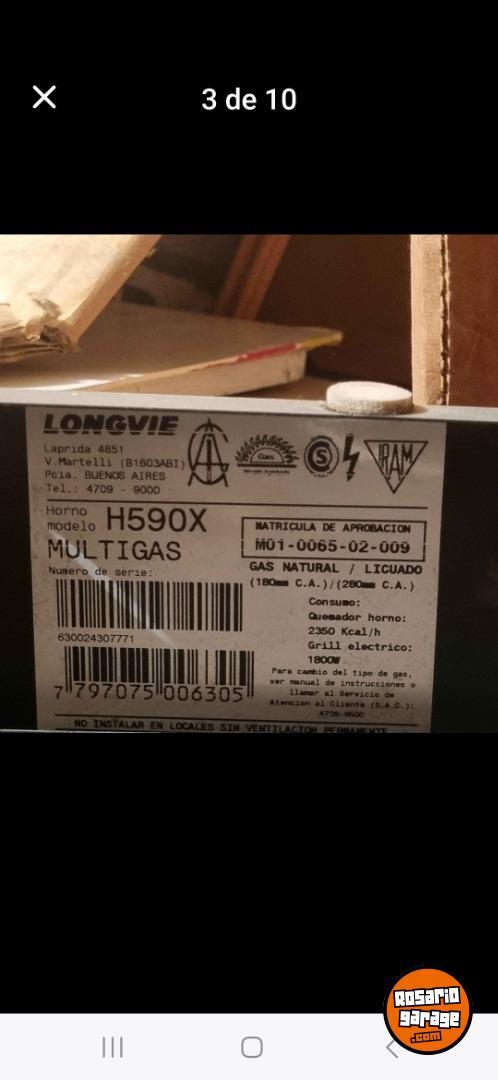 3 de 10
LONGVIE
Laprida 4851
V.Martelli (B1603ABI)
Pcia. BUENOS AIRES
Tel.: 4709 - 9000
Gas
S
IRAM
Horno
modelo H590X
MULTIGAS
Numero de serie:
630024307771
7 797075 006305
MATRICULA DE APROBACION
M01-0065-02-009
GAS NATURAL / LICUADO
(180mm C.A.)/(280mm C.A.)
Consumo:
Quemador horno:
2350 Kcal/h
Grill electrico:
1800W
Para cambio del tipo de gas,
ver manual de instrucciones o
llamar al Servicio de
Atencion al Cliente (S.A.C.):
4709-9600
NO INSTALAR EN LOCALES SIN VENTILACION PERMANENTE
Rosario
garage
.com